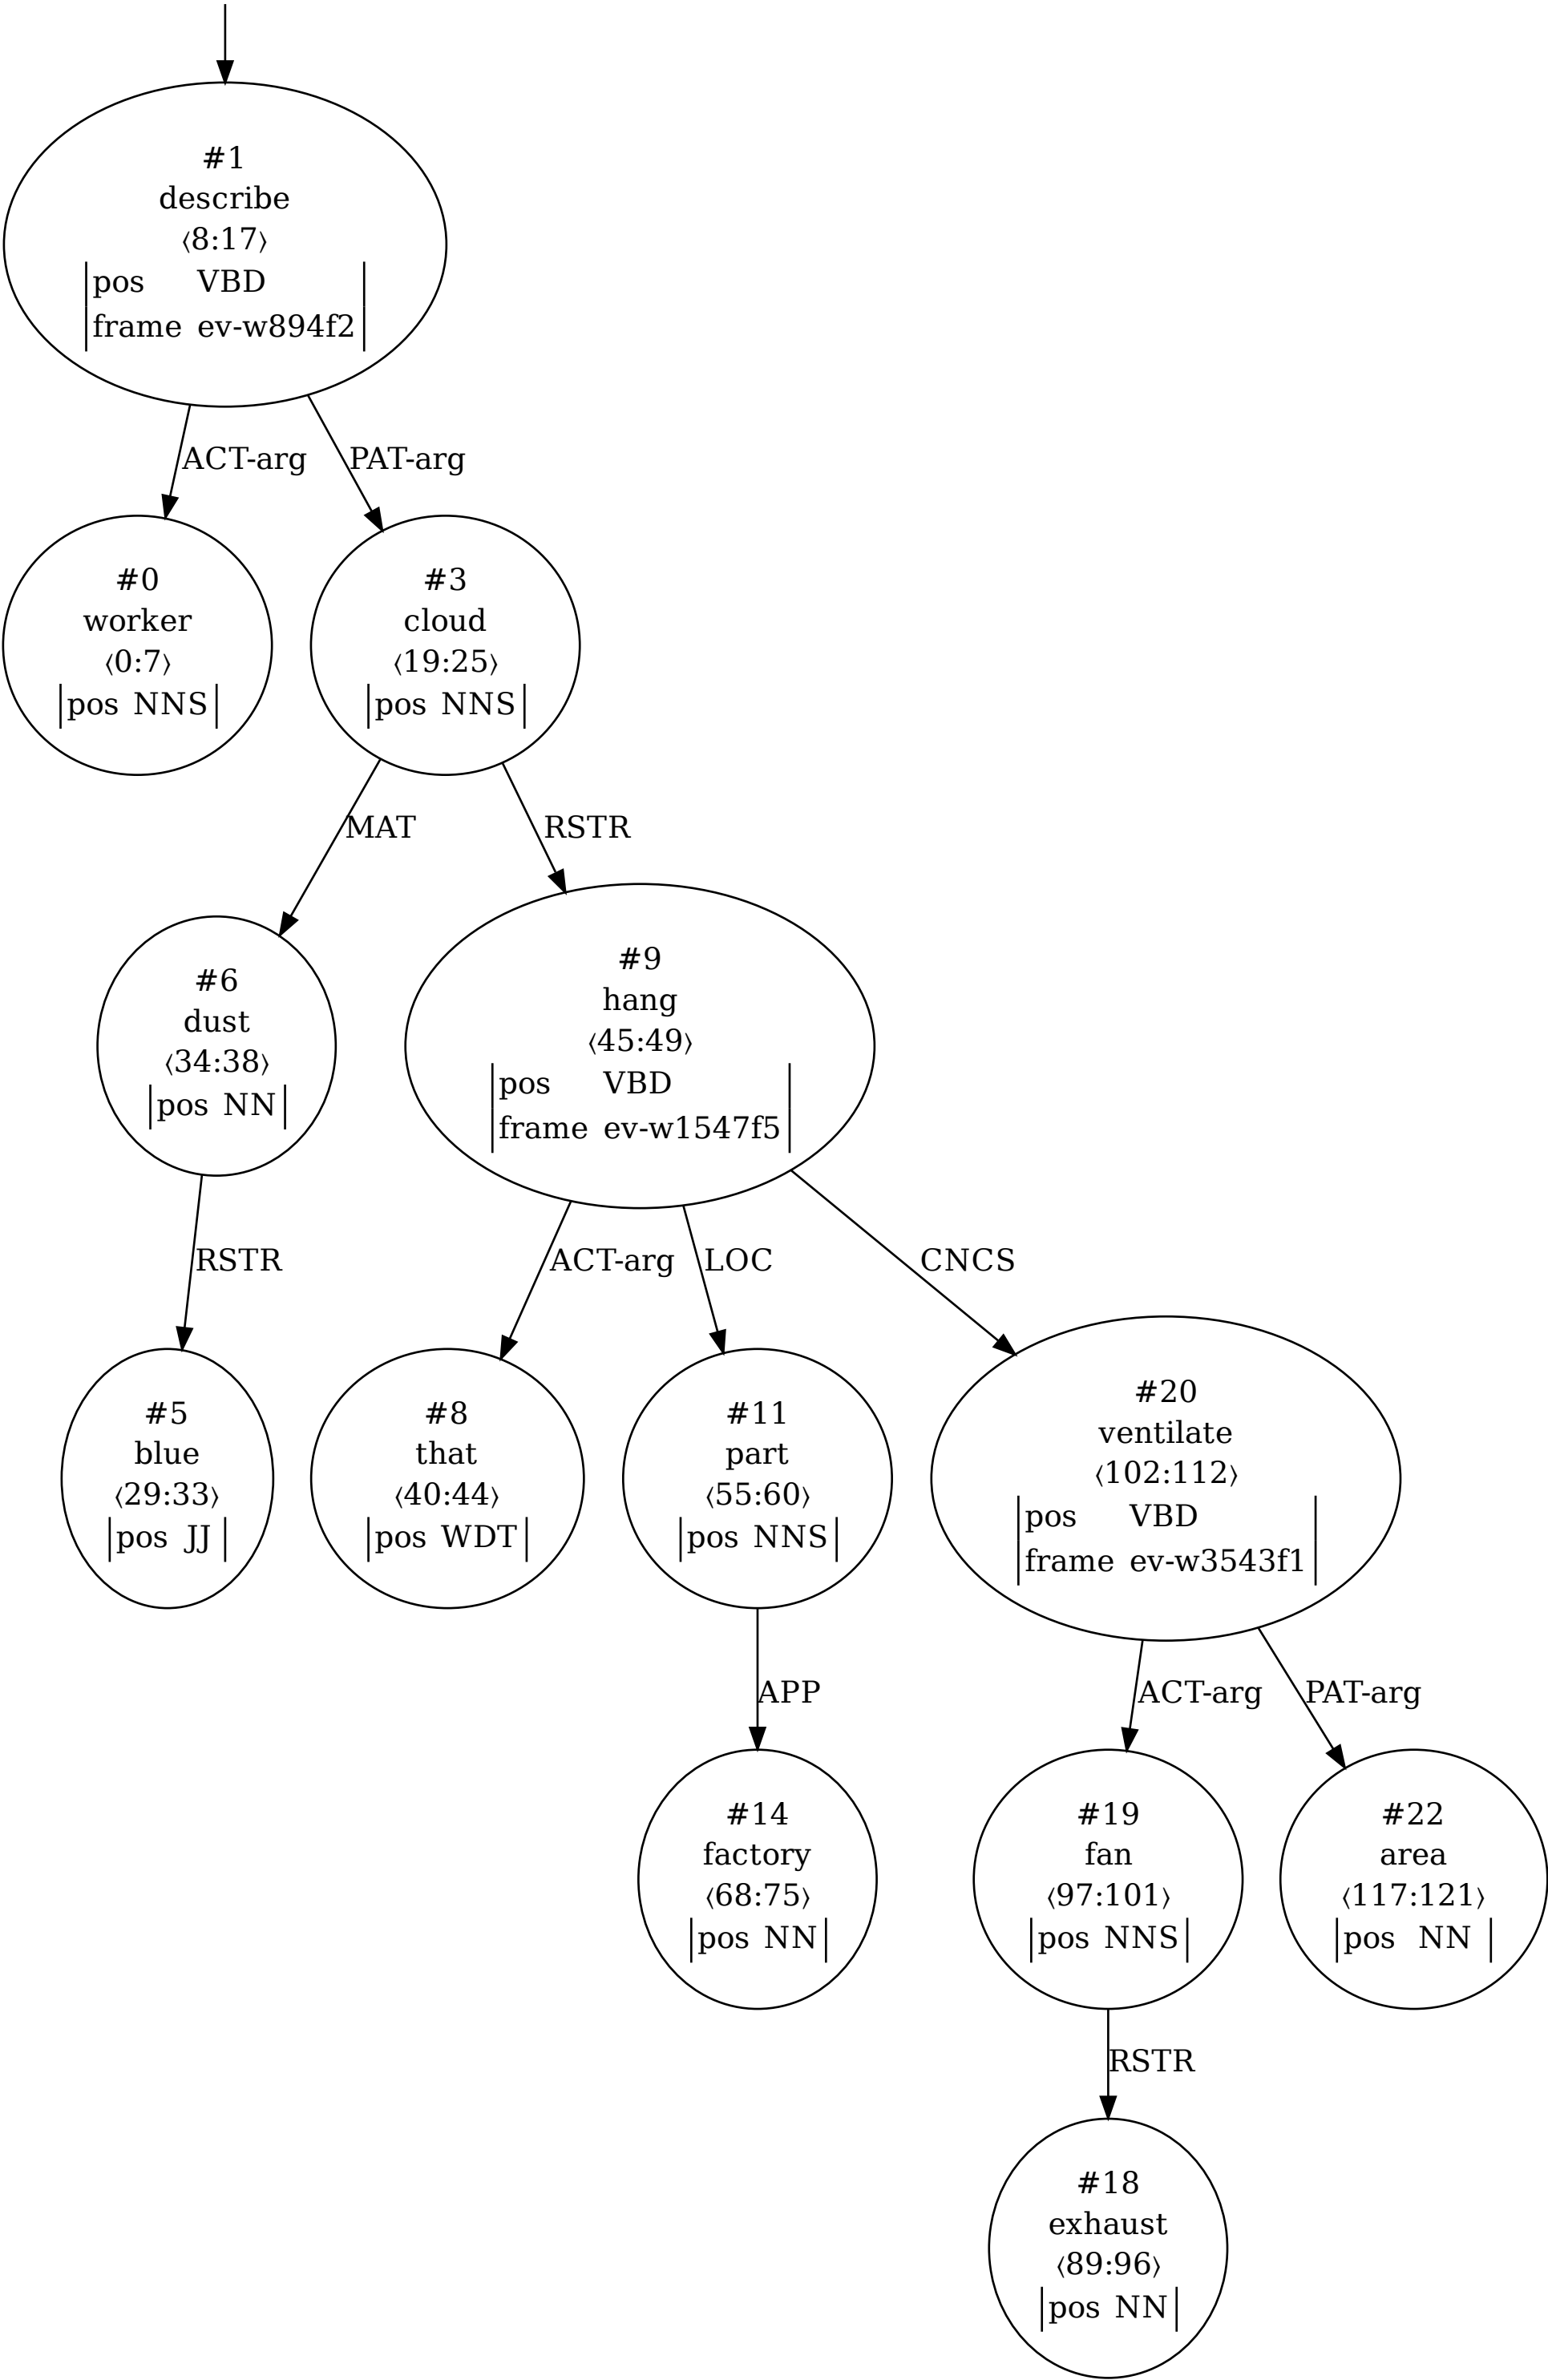 #1
describe
⟨8:17⟩
pos VBD
frame ev-w894f2
ACT-arg
PAT-arg
#0
worker
⟨0:7⟩
pos NNS
#3
cloud
⟨19:25⟩
pos NNS
MAT
RSTR
#6
dust
⟨34:38⟩
pos NN
#9
hang
⟨45:49⟩
pos VBD
frame ev-w1547f5
RSTR
ACT-arg
LOC
CNCS
#5
blue
⟨29:33⟩
pos JJ
#8
that
⟨40:44⟩
pos WDT
#11
part
⟨55:60⟩
pos NNS
#20
ventilate
⟨102:112⟩
pos VBD
frame ev-w3543f1
APP
ACT-arg
PAT-arg
#14
factory
⟨68:75⟩
pos NN
#19
fan
⟨97:101⟩
pos NNS
#22
area
⟨117:121⟩
pos NN
RSTR
#18
exhaust
⟨89:96⟩
pos NN